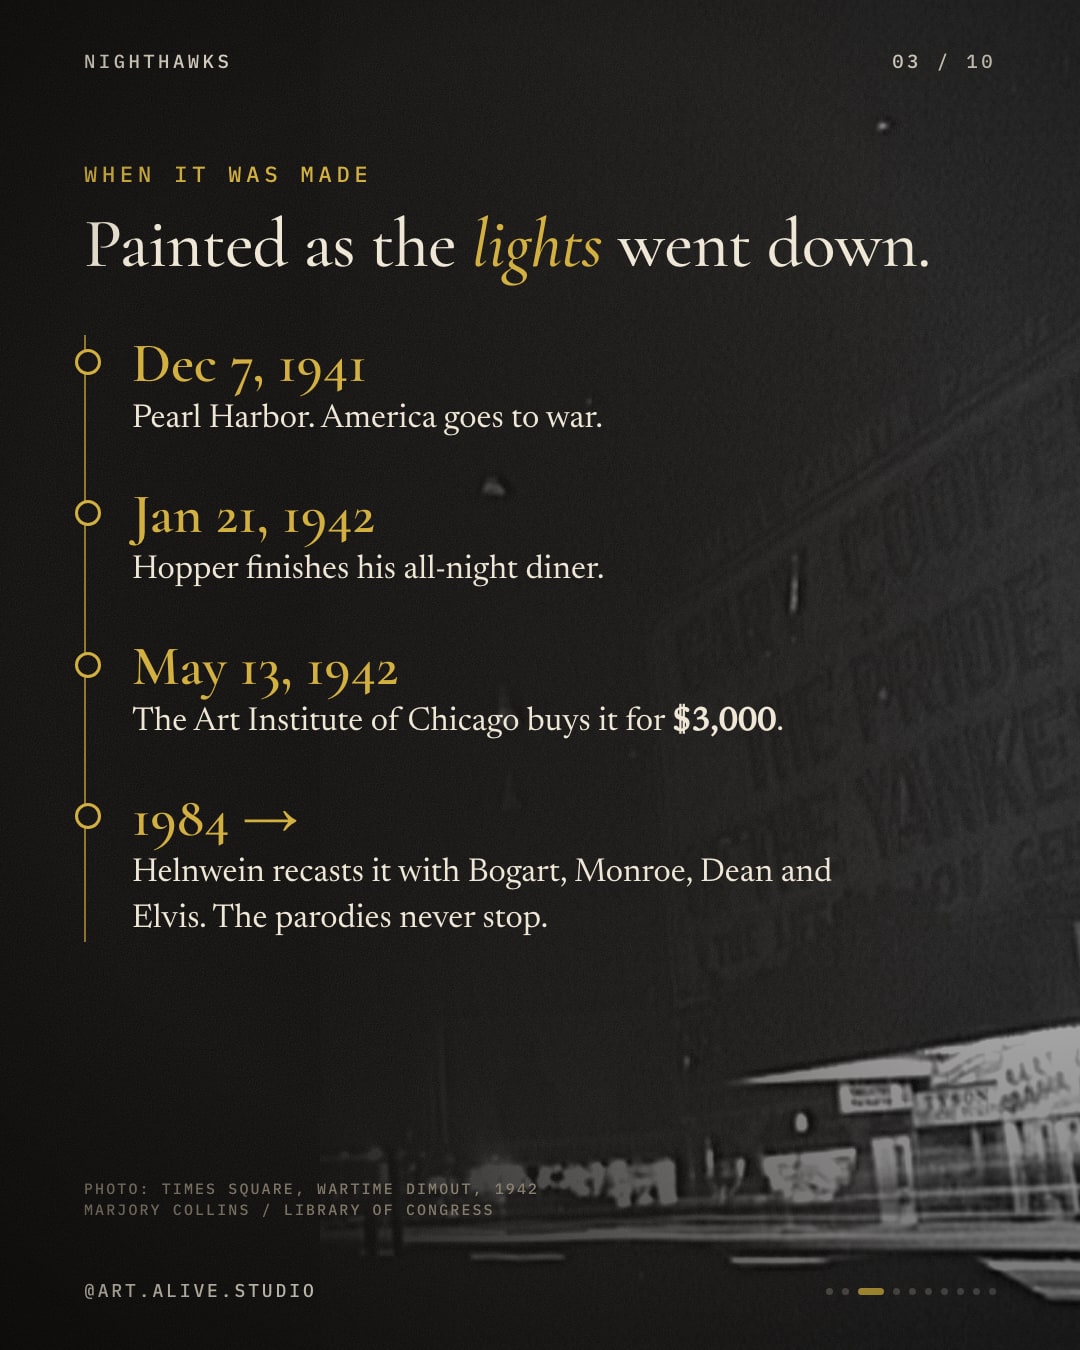 NIGHTHAWKS
03 / 10
WHEN IT WAS MADE
Painted as the lights went down.
Dec 7, 1941
Pearl Harbor. America goes to war.
Jan 21, 1942
Hopper finishes his all-night diner.
May 13, 1942
The Art Institute of Chicago buys it for $3,000.
1984 →
Helnwein recasts it with Bogart, Monroe, Dean and
Elvis. The parodies never stop.
PHOTO: TIMES SQUARE, WARTIME DIMOUT, 1942
MARJORY COLLINS / LIBRARY OF CONGRESS
@ART.ALIVE.STUDIO